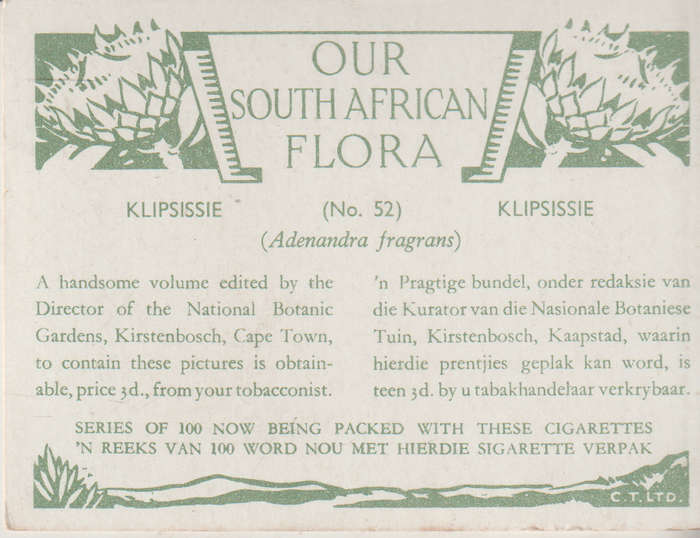 OUR
SOUTH AFRICAN
FLORA
KLIPSISSIE (No. 52) KLIPSISSIE
(Adenandra fragrans)
A handsome volume edited by the
Director of the National Botanic
Gardens, Kirstenbosch, Cape Town,
to contain these pictures is obtain-
able, price 3d., from your tobacconist.
'n Pragtige bundel, onder redaksie van
die Kurator van die Nasionale Botaniese
Tuin, Kirstenbosch, Kaapstad, waarin
hierdie prentjies geplak kan word, is
teen 3d. by u tabakhandelaar verkrybaar.
SERIES OF 100 NOW BEING PACKED WITH THESE CIGARETTES
'N REEKS VAN 100 WORD NOU MET HIERDIE SIGARETTE VERPAK
C.T. LTD.